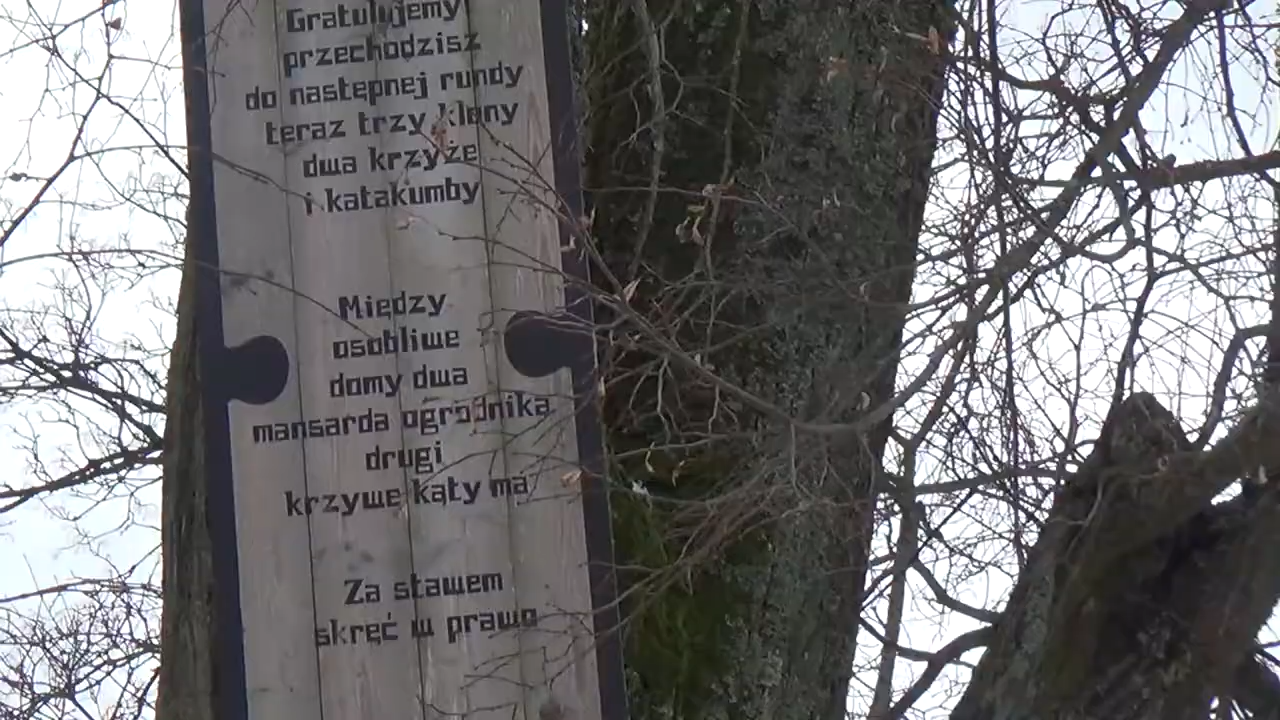 Gratulujemy
przechodzisz
do następnej rundy
teraz trzy klony
dwa krzyże
i katakumby
Między
osobliwe
domy dwa
mansarda ogrodnika
drugi
krzywe kąty ma
Za stawem
skręć w prawo